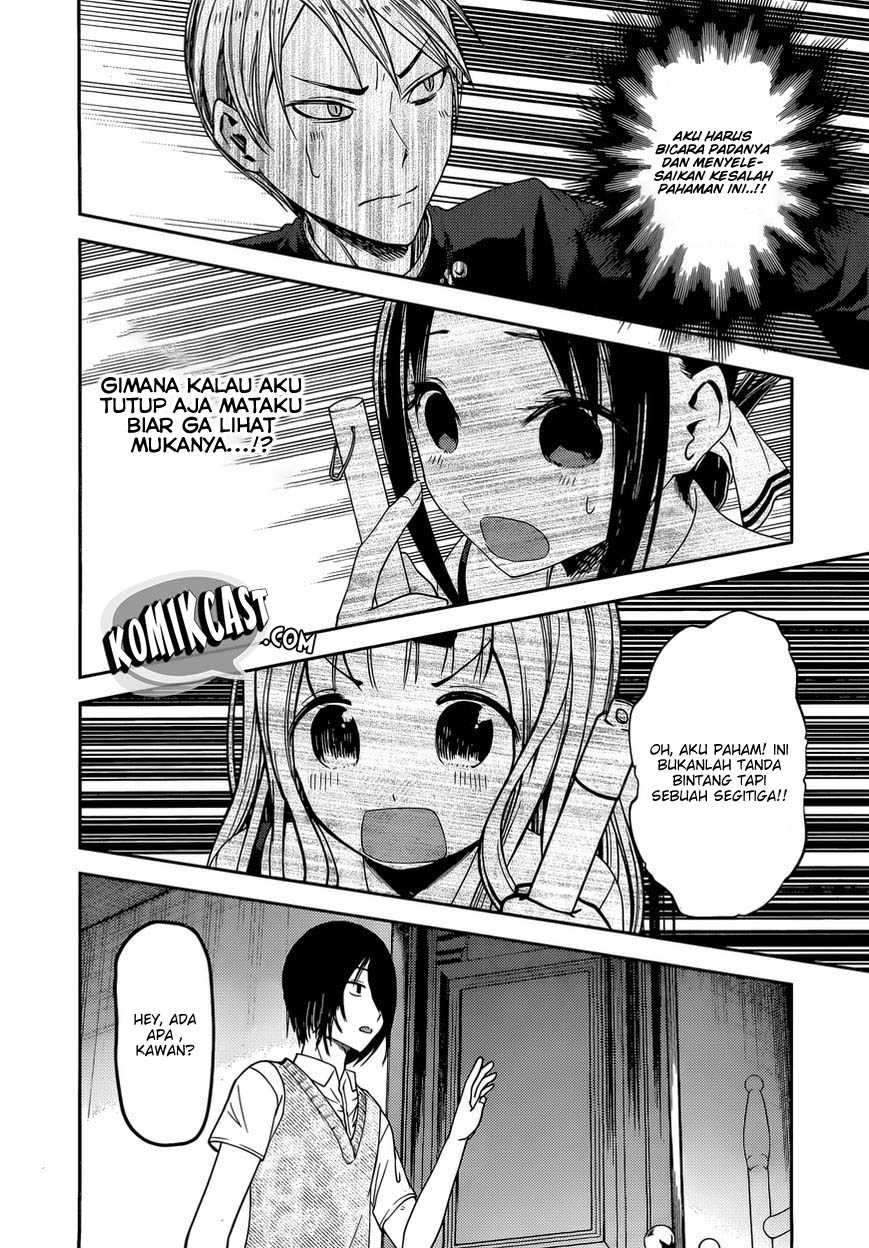 AKU HARUS
BICARA PADANYA
DAN MENYELE-
SAIKAN KESALAH
PAHAMAN INI..!!
GIMANA KALAU AKU
TUTUP AJA MATAKU
BIAR GA LIHAT
MUKANYA...!?
KOMIKCAST
.COM
OH, AKU PAHAM! INI
BUKANLAH TANDA
BINTANG TAPI
SEBUAH SEGITIGA!!
HEY, ADA
APA ,
KAWAN?